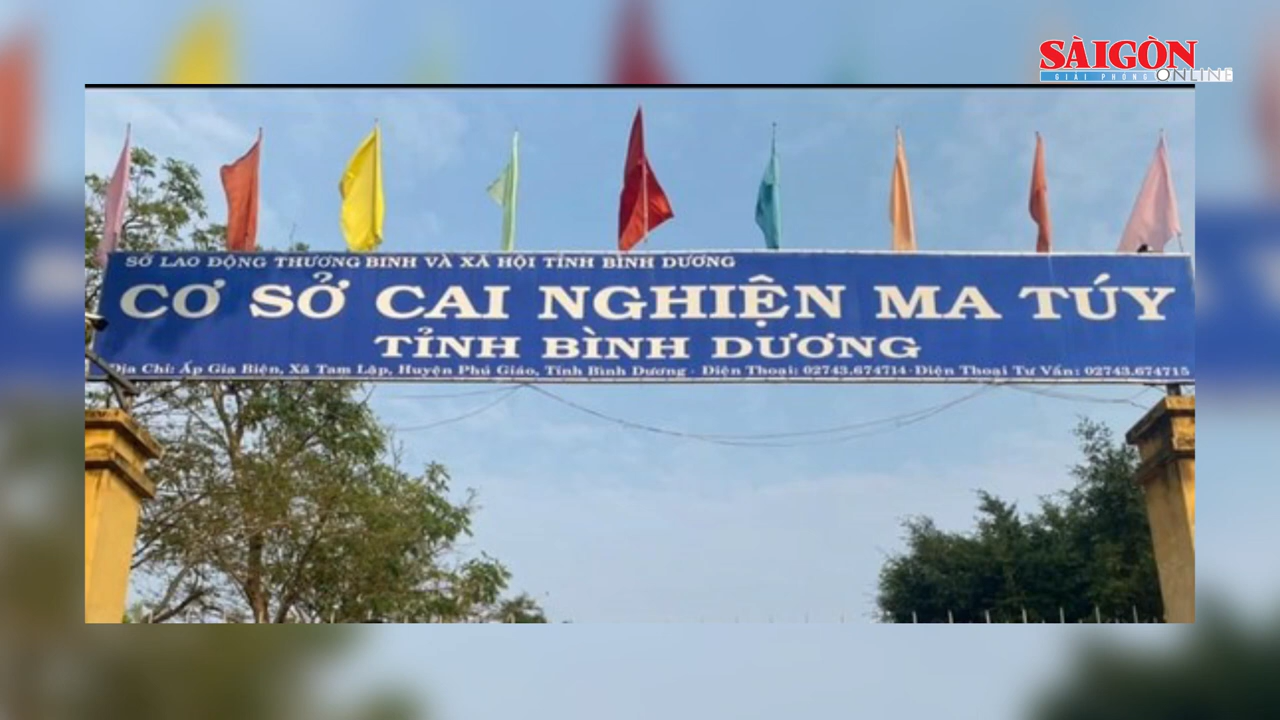 SÀIGÒN
GIẢI PHÓNG ONLINE
SỞ LAO ĐỘNG THƯƠNG BINH VÀ XÃ HỘI TỈNH BÌNH DƯƠNG
CƠ SỞ CAI NGHIỆN MA TÚY
TỈNH BÌNH DƯƠNG
Địa Chỉ: Ấp Gia Biện, Xã Tam Lập, Huyện Phú Giáo, Tỉnh Bình Dương - Điện Thoại: 02743.674714 - Điện Thoại Tư Vấn: 02743.674715